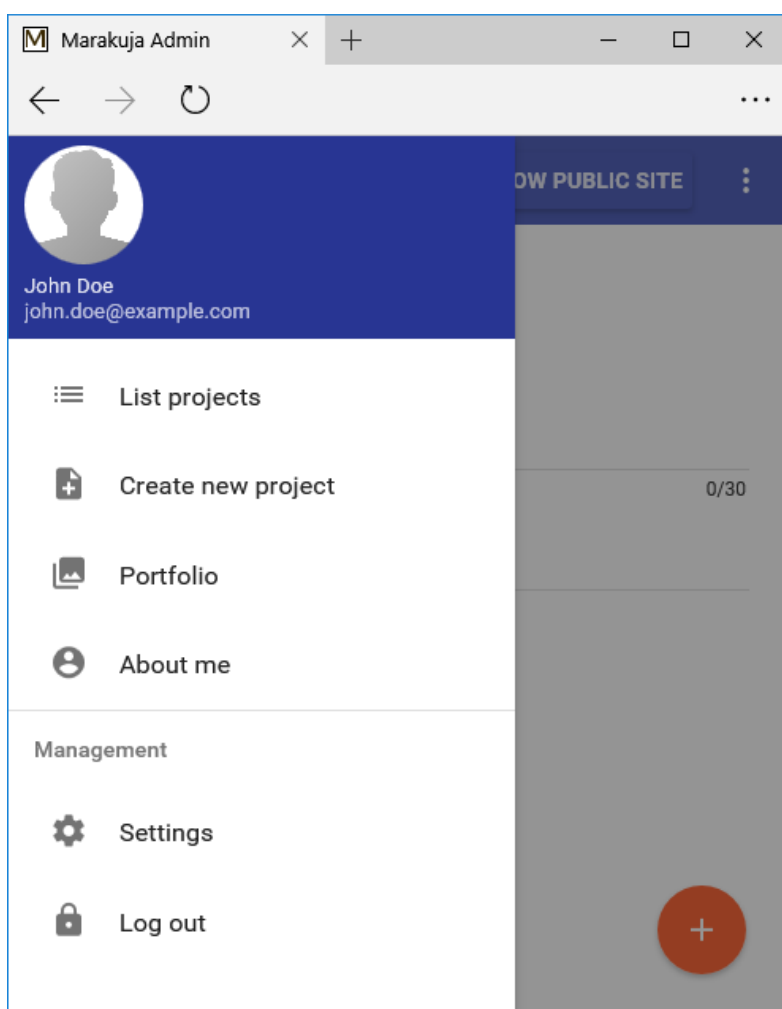 M Marakuja Admin
OW PUBLIC SITE
John Doe
john.doe@example.com
List projects
Create new project
0/30
Portfolio
About me
Management
Settings
Log out